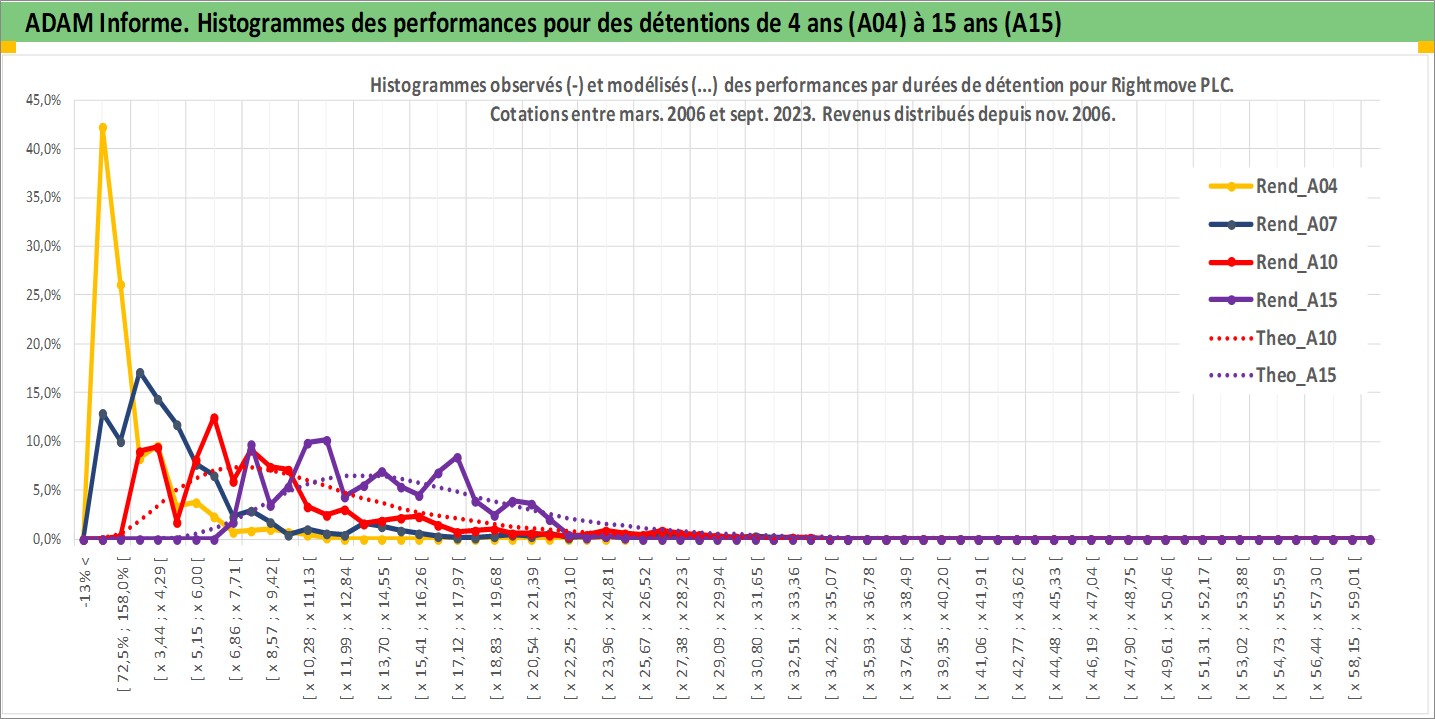 ADAM Informe. Histogrammes des performances pour des détentions de 4 ans (A04) à 15 ans (A15)
Histogrammes observés (-) et modélisés (...) des performances par durées de détention pour Rightmove PLC.
Cotations entre mars. 2006 et sept. 2023. Revenus distribués depuis nov. 2006.
45,0%
40,0%
35,0%
30,0%
25,0%
20,0%
15,0%
10,0%
5,0%
0,0%
Rend_A04
Rend_A07
Rend_A10
Rend_A15
Theo_A10
Theo_A15
-13% <
[ 72,5% ; 158,0% [
[ x 3,44 ; x 4,29 [
[ x 5,15 ; x 6,00 [
[ x 6,86 ; x 7,71 [
[ x 8,57 ; x 9,42 [
[ x 10,28 ; x 11,13 [
[ x 11,99 ; x 12,84 [
[ x 13,70 ; x 14,55 [
[ x 15,41 ; x 16,26 [
[ x 17,12 ; x 17,97 [
[ x 18,83 ; x 19,68 [
[ x 20,54 ; x 21,39 [
[ x 22,25 ; x 23,10 [
[ x 23,96 ; x 24,81 [
[ x 25,67 ; x 26,52 [
[ x 27,38 ; x 28,23 [
[ x 29,09 ; x 29,94 [
[ x 30,80 ; x 31,65 [
[ x 32,51 ; x 33,36 [
[ x 34,22 ; x 35,07 [
[ x 35,93 ; x 36,78 [
[ x 37,64 ; x 38,49 [
[ x 39,35 ; x 40,20 [
[ x 41,06 ; x 41,91 [
[ x 42,77 ; x 43,62 [
[ x 44,48 ; x 45,33 [
[ x 46,19 ; x 47,04 [
[ x 47,90 ; x 48,75 [
[ x 49,61 ; x 50,46 [
[ x 51,31 ; x 52,17 [
[ x 53,02 ; x 53,88 [
[ x 54,73 ; x 55,59 [
[ x 56,44 ; x 57,30 [
[ x 58,15 ; x 59,01 [